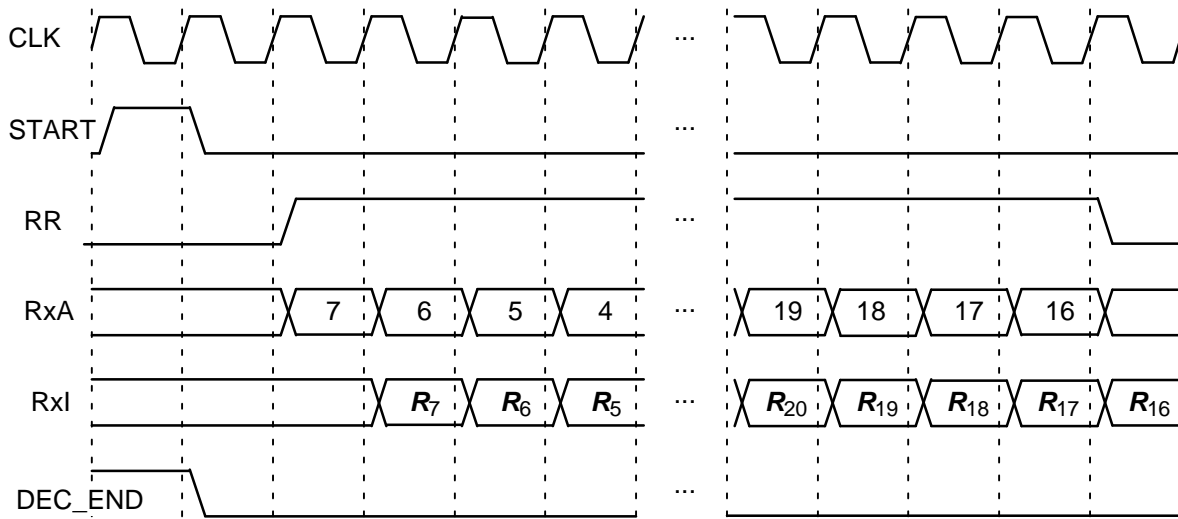 CLK ...
START ...
RR ...
RxA 7 6 5 4 ... 19 18 17 16
RxI R7 R6 R5 ... R20 R19 R18 R17 R16
DEC_END ...